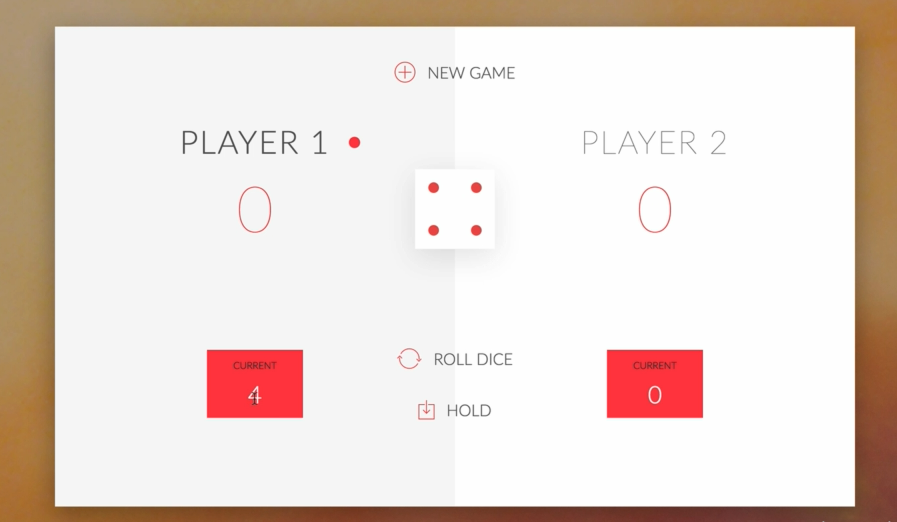 NEW GAME
PLAYER 1
PLAYER 2
0
0
ROLL DICE
CURRENT
CURRENT
4
0
HOLD